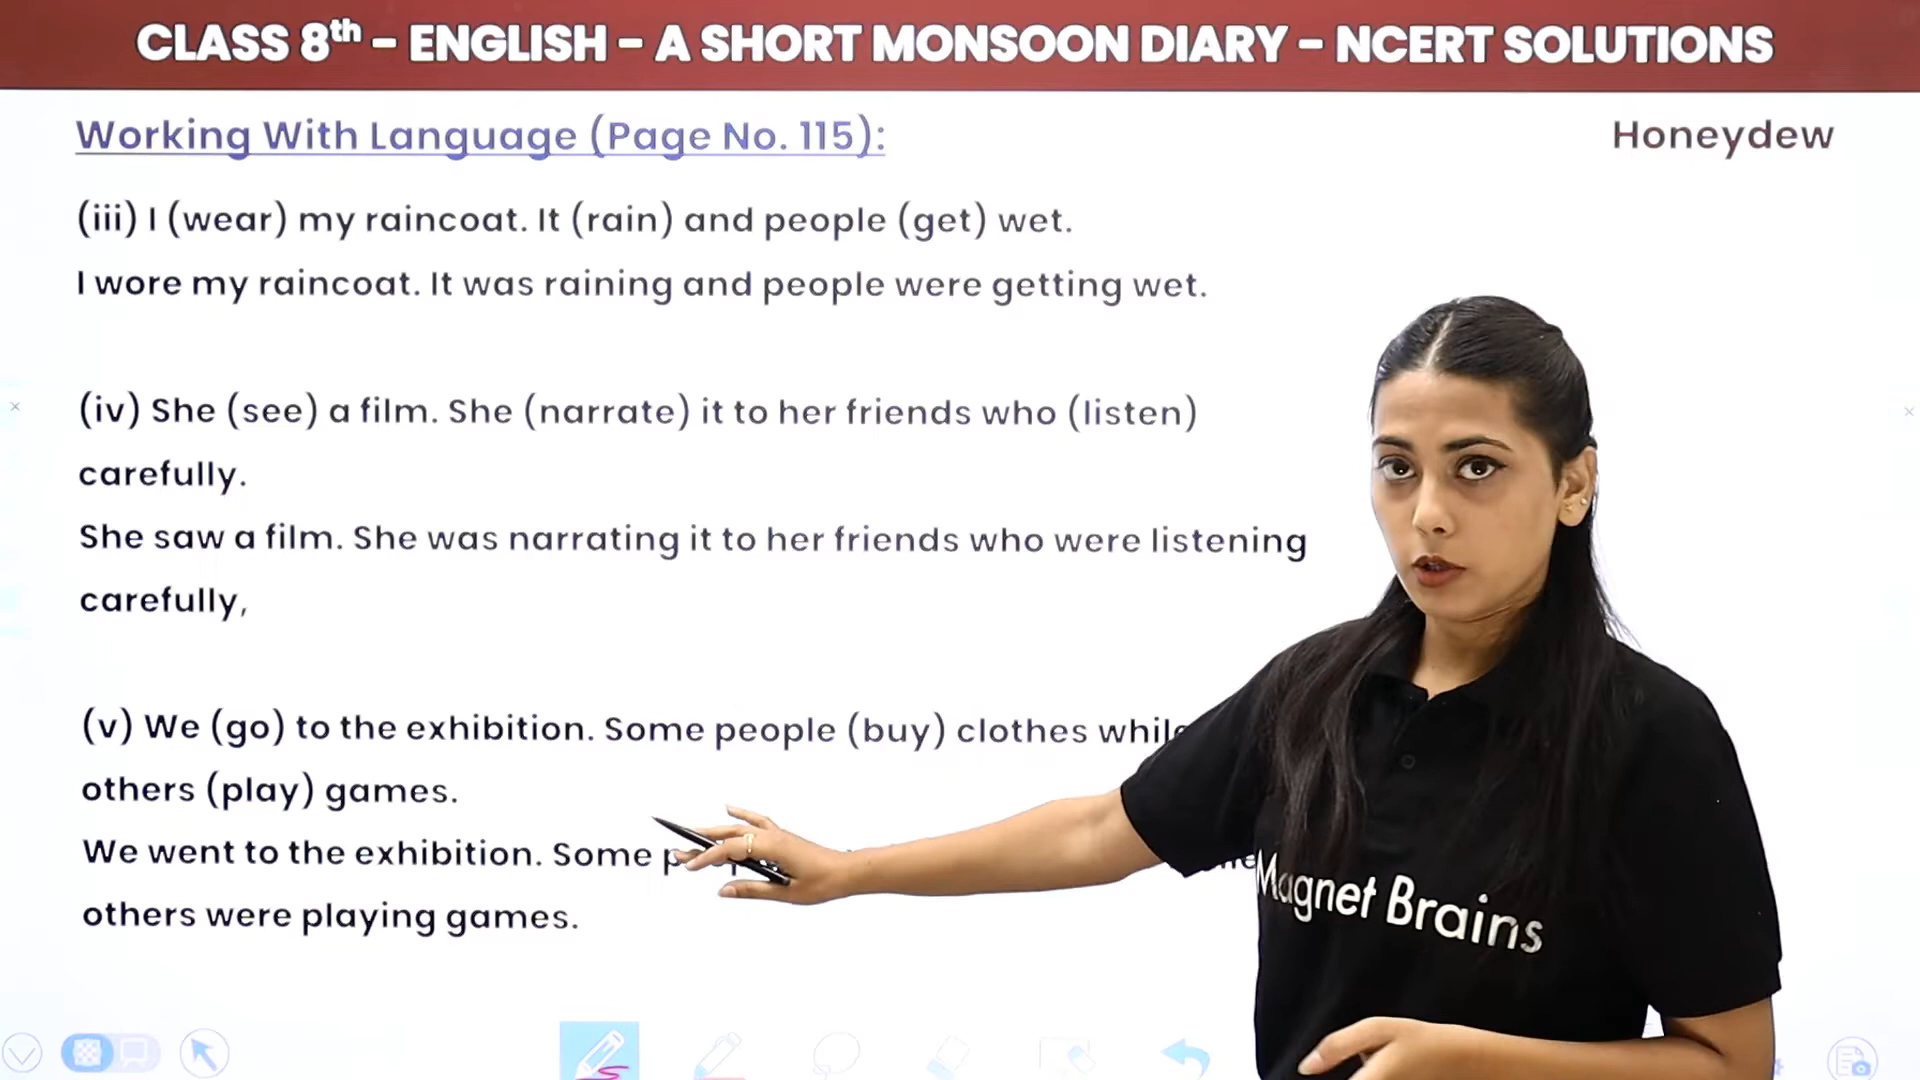 CLASS 8th - ENGLISH - A SHORT MONSOON DIARY - NCERT SOLUTIONS
Working With Language (Page No. 115):
Honeydew
(iii) I (wear) my raincoat. It (rain) and people (get) wet.
I wore my raincoat. It was raining and people were getting wet.
(iv) She (see) a film. She (narrate) it to her friends who (listen)
carefully.
She saw a film. She was narrating it to her friends who were listening
carefully,
(v) We (go) to the exhibition. Some people (buy) clothes while
others (play) games.
We went to the exhibition. Some
others were playing games.
Magnet Brains